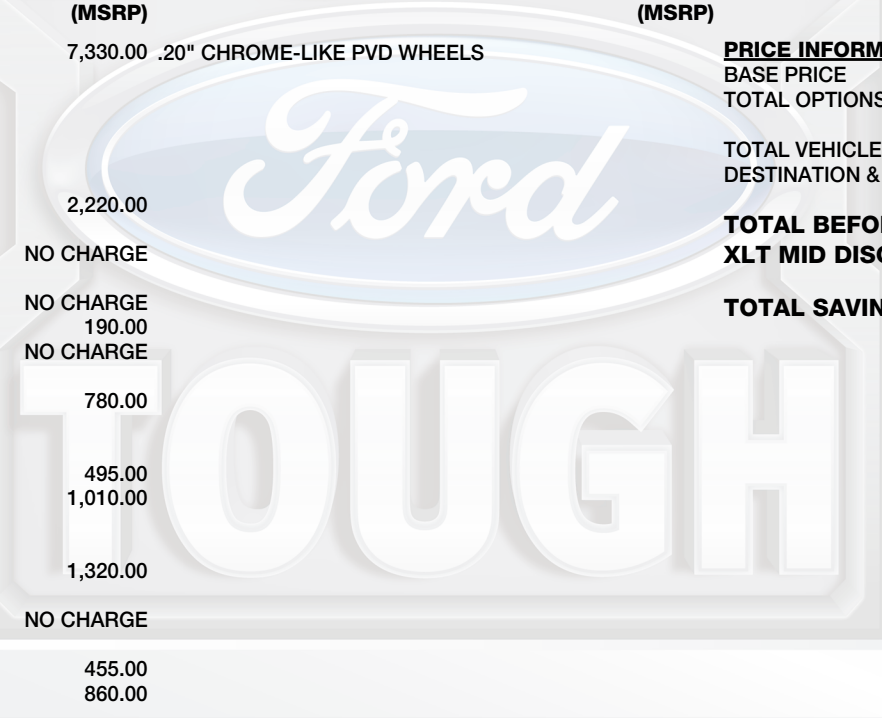 (MSRP) (MSRP)
7,330.00 .20" CHROME-LIKE PVD WHEELS
PRICE INFORM
BASE PRICE
TOTAL OPTIONS
TOTAL VEHICLE
DESTINATION &
2,220.00
TOTAL BEFO
NO CHARGE
XLT MID DISC
NO CHARGE
TOTAL SAVIN
190.00
NO CHARGE
780.00
495.00
1,010.00
1,320.00
NO CHARGE
455.00
860.00
Ford
TOUGH